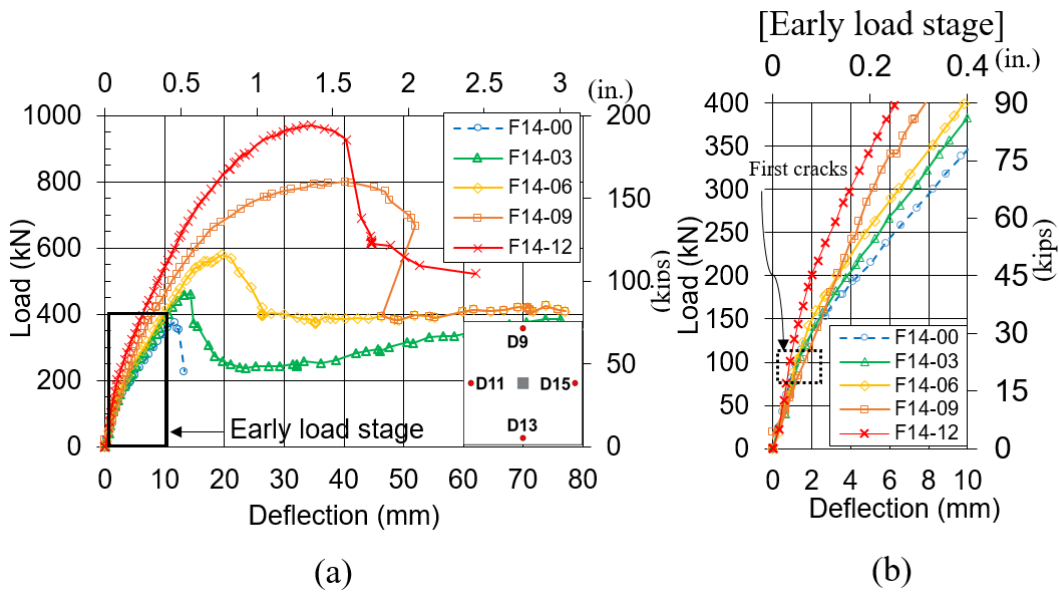 [Early load stage]
0 0.5 1 1.5 2 2.5 3 (in.)
0 0.2 0.4
(in.)
1000
800
600
400
200
0
Load (kN)
200
150
100
50
0
(kips)
F14-00
F14-03
F14-06
F14-09
F14-12
D9
D11 D15
D13
Early load stage
0 10 20 30 40 50 60 70 80
Deflection (mm)
(a)
400
350
300
250
200
150
100
50
0
Load (kN)
90
75
60
45
30
15
0
(kips)
First cracks
F14-00
F14-03
F14-06
F14-09
F14-12
0 2 4 6 8 10
Deflection (mm)
(b)